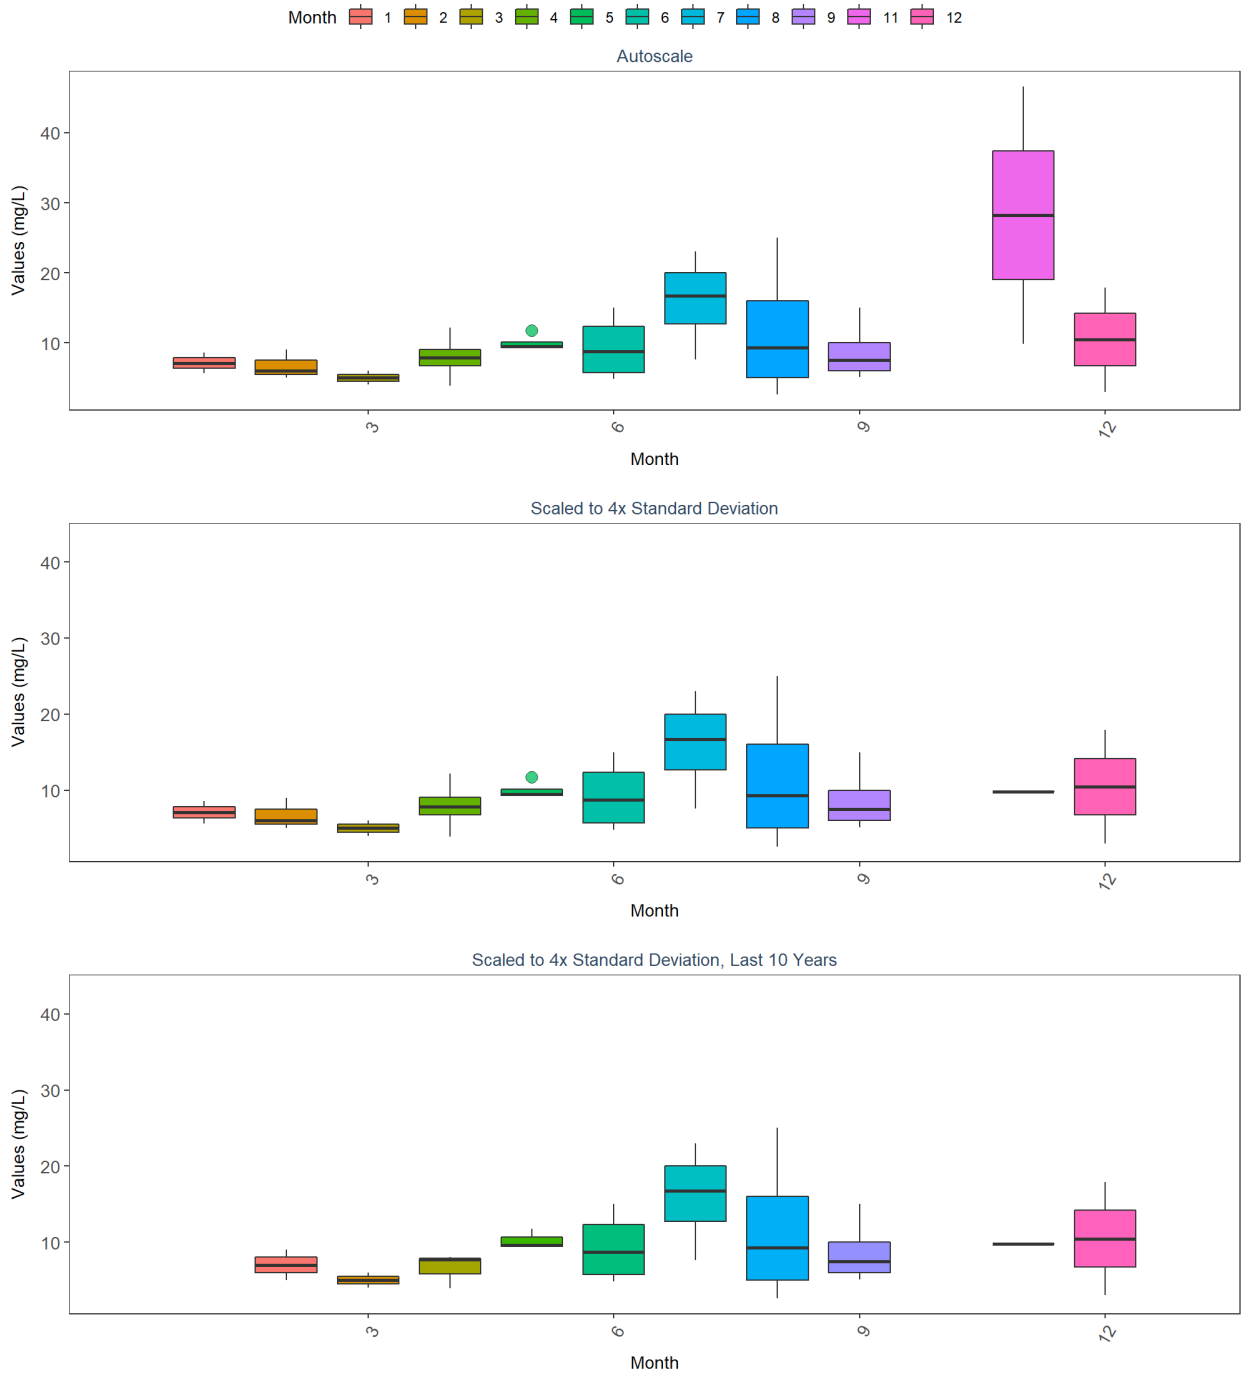 Month 1 2 3 4 5 6 7 8 9 11 12
Autoscale
Values (mg/L)
40
30
20
10
3 6 9 12
Month
Scaled to 4x Standard Deviation
Values (mg/L)
40
30
20
10
3 6 9 12
Month
Scaled to 4x Standard Deviation, Last 10 Years
Values (mg/L)
40
30
20
10
3 6 9 12
Month